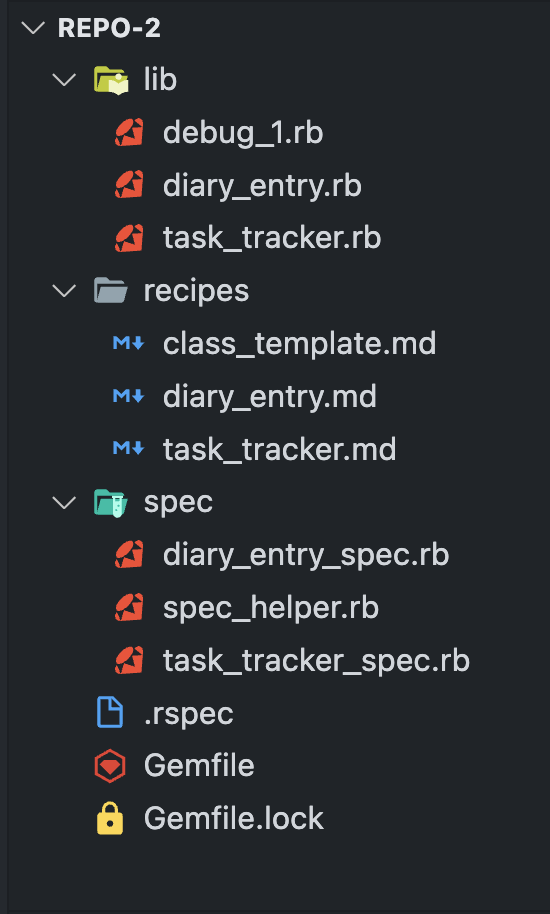 REPO-2
lib
debug_1.rb
diary_entry.rb
task_tracker.rb
recipes
class_template.md
diary_entry.md
task_tracker.md
spec
diary_entry_spec.rb
spec_helper.rb
task_tracker_spec.rb
.rspec
Gemfile
Gemfile.lock